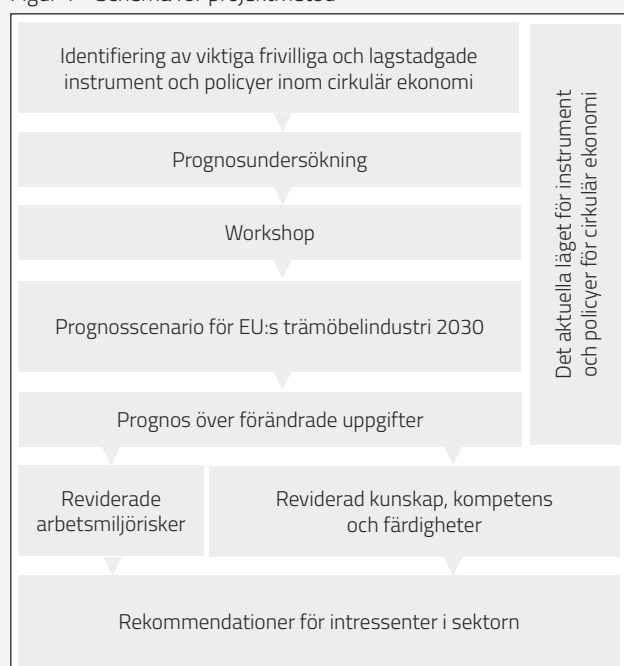 Identifiering av viktiga frivilliga och lagstadgade
instrument och policyer inom cirkulär ekonomi
Prognosundersökning
Workshop
Prognosscenario för EU:s trämöbelindustri 2030
Prognos över förändrade uppgifter
Reviderade
arbetsmiljörisker
Reviderad kunskap, kompetens
och färdigheter
Rekommendationer för intressenter i sektorn
Det aktuella läget för instrument
och policyer för cirkulär ekonomi